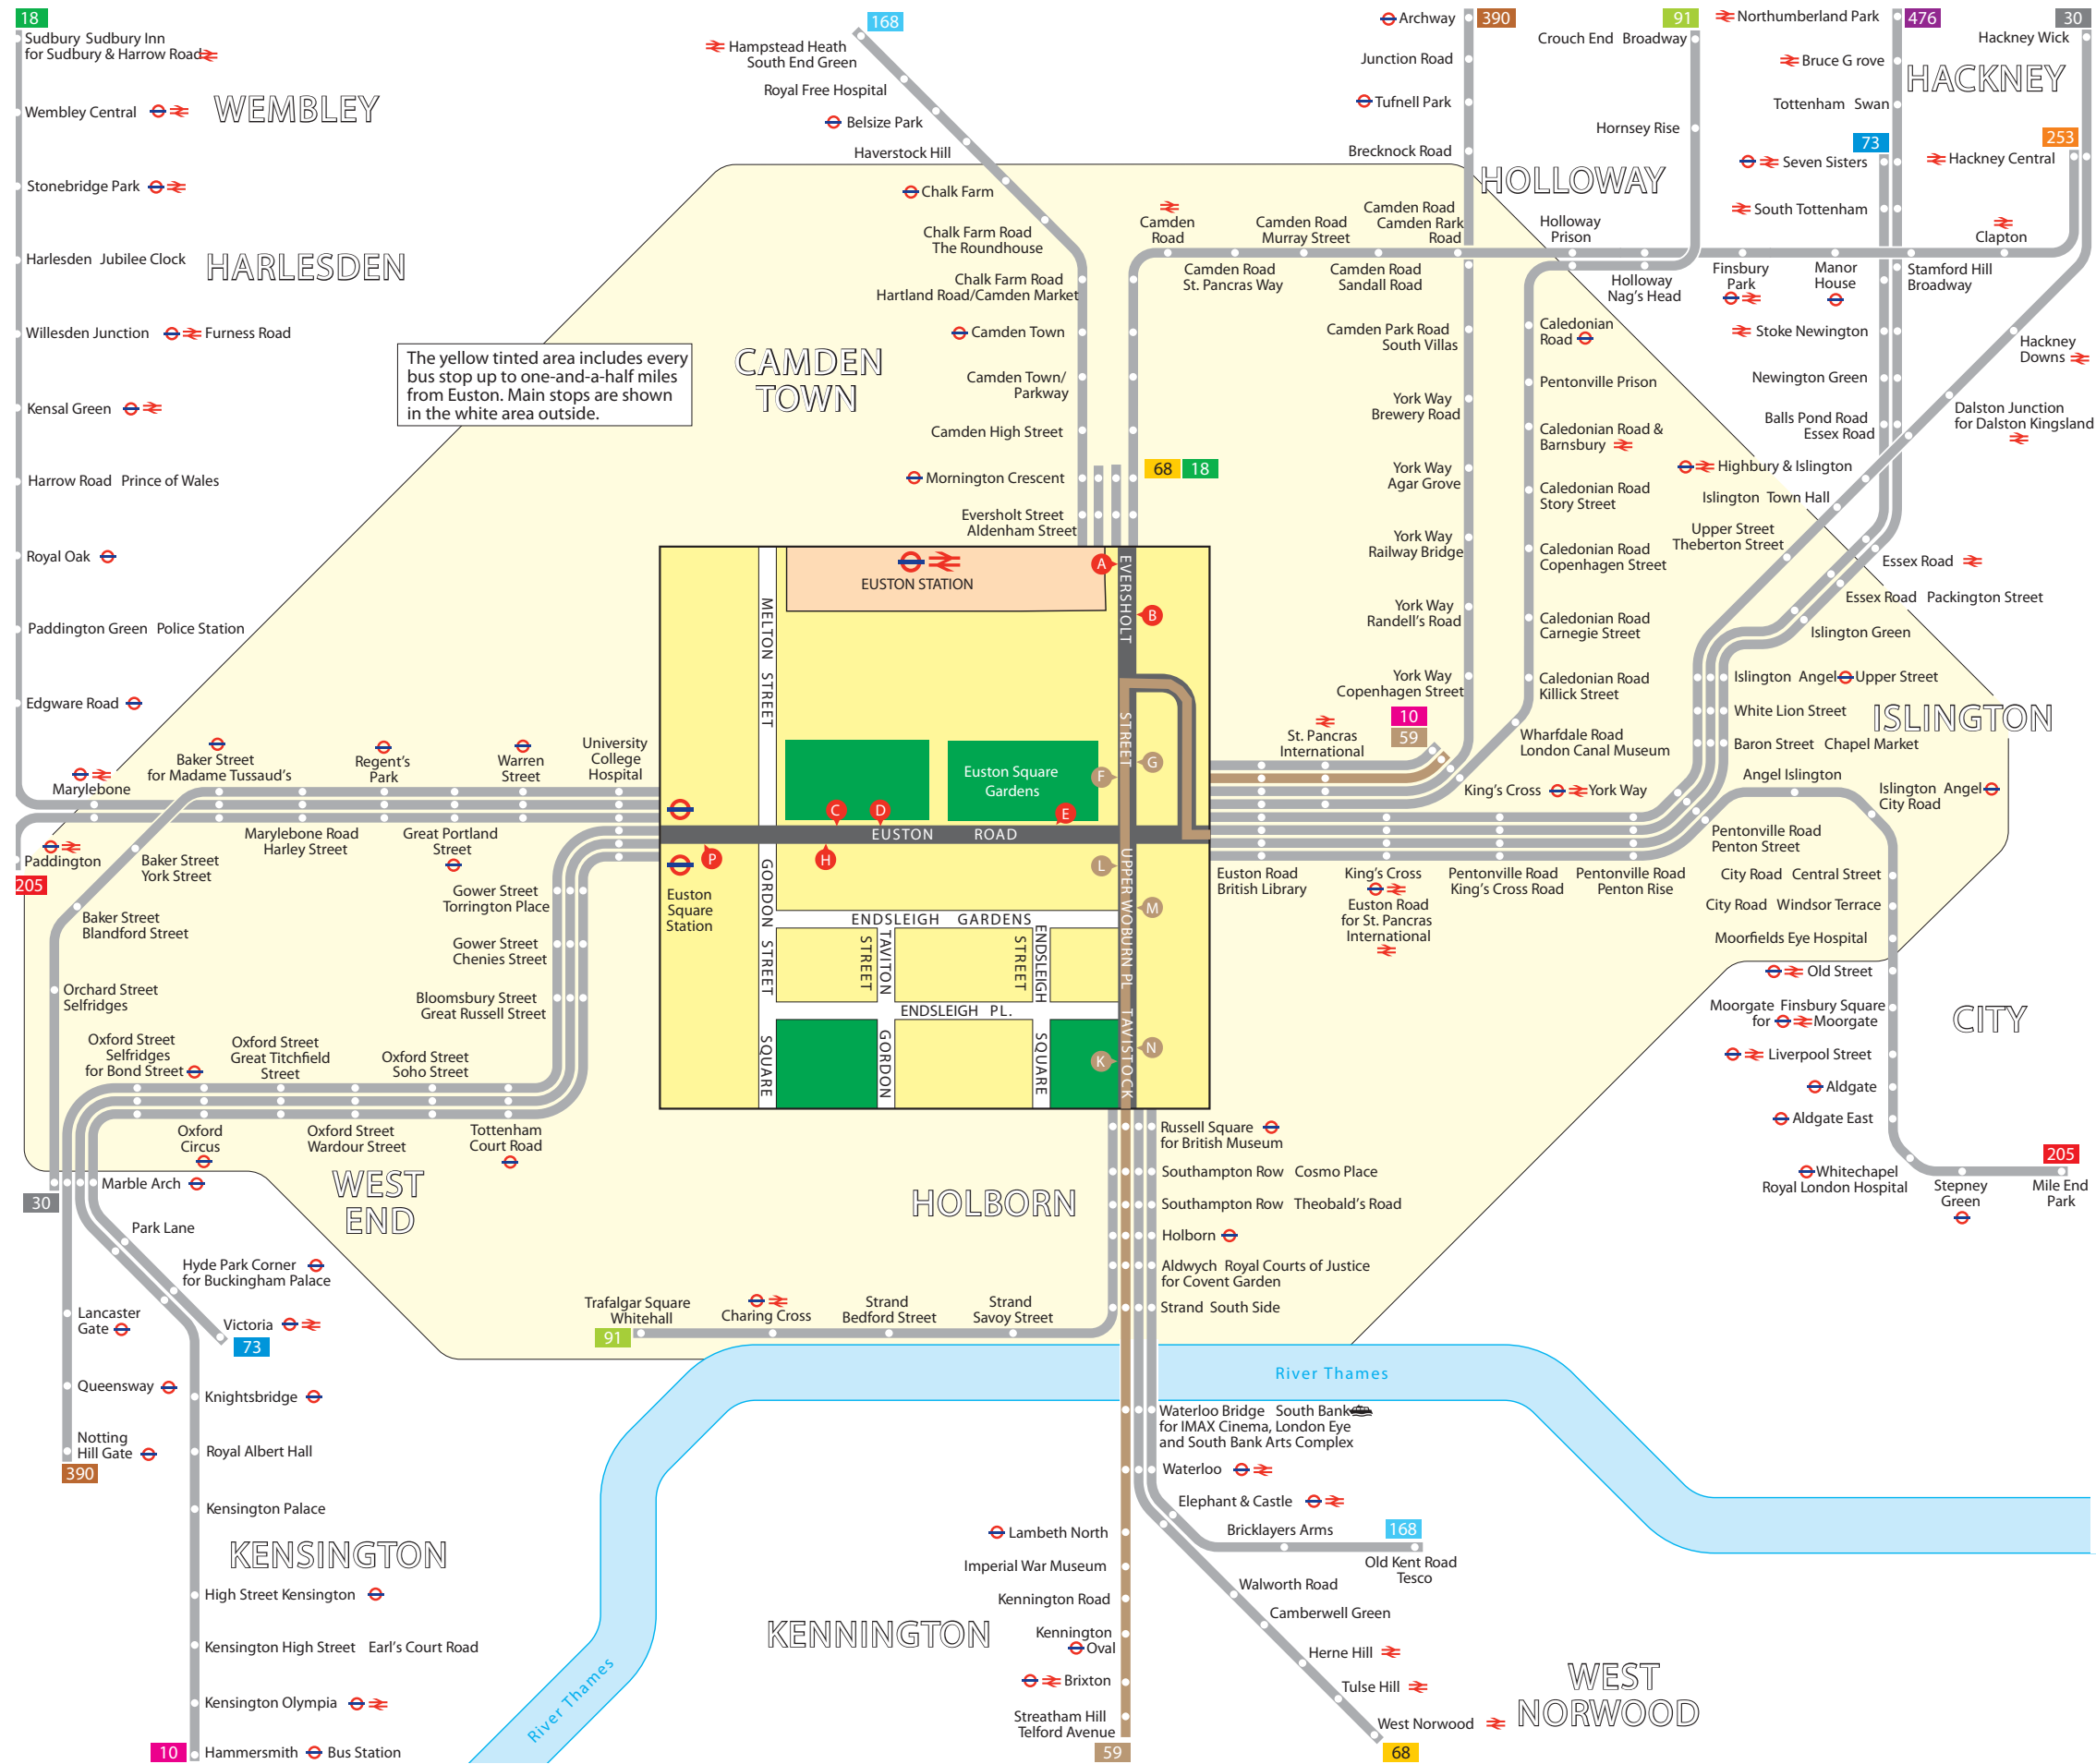 18
Sudbury Sudbury Inn
for Sudbury & Harrow Road
Wembley Central
WEMBLEY
Stonebridge Park
Harlesden Jubilee Clock
HARLESDEN
Willesden Junction
Furness Road
Kensal Green
Harrow Road Prince of Wales
Royal Oak
Paddington Green Police Station
Edgware Road
Marylebone
Paddington
205
The yellow tinted area includes every
bus stop up to one-and-a-half miles
from Euston. Main stops are shown
in the white area outside.
168
Hampstead Heath
South End Green
Royal Free Hospital
Belsize Park
Haverstock Hill
Chalk Farm
Chalk Farm Road
The Roundhouse
Chalk Farm Road
Hartland Road/Camden Market
Camden Town
CAMDEN
TOWN
Camden Town/
Parkway
Camden High Street
Mornington Crescent
Eversholt Street
Aldenham Street
68
18
Archway
390
Junction Road
Tufnell Park
Brecknock Road
HOLLOWAY
91
Crouch End Broadway
Hornsey Rise
Northumberland Park
476
Bruce G rove
Tottenham Swan
73
Seven Sisters
South Tottenham
30
Hackney Wick
HACKNEY
253
Hackney Central
Clapton
Camden
Road
Camden Road
St. Pancras Way
Camden Road
Murray Street
Camden Road
Sandall Road
Camden Road
Camden Rark
Road
Holloway
Prison
Holloway
Nag's Head
Finsbury
Park
Manor
House
Stamford Hill
Broadway
Stoke Newington
Newington Green
Balls Pond Road
Essex Road
Hackney
Downs
Dalston Junction
for Dalston Kingsland
Highbury & Islington
Islington Town Hall
Upper Street
Theberton Street
Essex Road
Essex Road Packington Street
Islington Green
Islington Angel
Upper Street
White Lion Street
Baron Street Chapel Market
ISLINGTON
Camden Park Road
South Villas
York Way
Brewery Road
York Way
Agar Grove
York Way
Railway Bridge
York Way
Randell's Road
York Way
Copenhagen Street
Caledonian
Road
Pentonville Prison
Caledonian Road &
Barnsbury
Caledonian Road
Story Street
Caledonian Road
Copenhagen Street
Caledonian Road
Carnegie Street
Caledonian Road
Killick Street
Wharfdale Road
London Canal Museum
King's Cross
York Way
10
59
St. Pancras
International
Euston Road
British Library
King's Cross
Euston Road
for St. Pancras
International
Pentonville Road
King's Cross Road
Pentonville Road
Penton Rise
Pentonville Road
Penton Street
Angel Islington
Islington Angel
City Road
City Road Central Street
City Road Windsor Terrace
Moorfields Eye Hospital
Old Street
Moorgate Finsbury Square
for
Moorgate
CITY
Liverpool Street
Aldgate
Aldgate East
Whitechapel
Royal London Hospital
Stepney
Green
205
Mile End
Park
EUSTON STATION
EVERSHOLT
STREET
MELTON STREET
Euston Square
Gardens
EUSTON ROAD
Euston
Square
Station
GORDON STREET
ENDSLEIGH GARDENS
TAVITON
STREET
ENDSLEIGH
STREET
ENDSLEIGH PL.
UPPER WOBURN PL
TAVISTOCK
GORDON
SQUARE
SQUARE
A
B
C
D
E
F
G
H
K
L
M
N
P
Baker Street
for Madame Tussaud's
Regent's
Park
Warren
Street
University
College
Hospital
Marylebone Road
Harley Street
Great Portland
Street
Baker Street
York Street
Baker Street
Blandford Street
Orchard Street
Selfridges
Gower Street
Torrington Place
Gower Street
Chenies Street
Bloomsbury Street
Great Russell Street
Oxford Street
Selfridges
for Bond Street
Oxford Street
Great Titchfield
Street
Oxford Street
Soho Street
Oxford
Circus
Oxford Street
Wardour Street
Tottenham
Court Road
WEST
END
30
Marble Arch
Park Lane
Hyde Park Corner
for Buckingham Palace
Victoria
73
Lancaster
Gate
Queensway
Notting
Hill Gate
390
Knightsbridge
Royal Albert Hall
Kensington Palace
KENSINGTON
High Street Kensington
Kensington High Street Earl's Court Road
Kensington Olympia
10
Hammersmith
Bus Station
HOLBORN
Russell Square
for British Museum
Southampton Row Cosmo Place
Southampton Row Theobald's Road
Holborn
Aldwych Royal Courts of Justice
for Covent Garden
Strand South Side
Trafalgar Square
Whitehall
91
Charing Cross
Strand
Bedford Street
Strand
Savoy Street
River Thames
River Thames
Waterloo Bridge South Bank
for IMAX Cinema, London Eye
and South Bank Arts Complex
Waterloo
Elephant & Castle
Bricklayers Arms
168
Old Kent Road
Tesco
Lambeth North
Imperial War Museum
Kennington Road
KENNINGTON
Kennington
Oval
Brixton
Streatham Hill
Telford Avenue
59
Walworth Road
Camberwell Green
Herne Hill
Tulse Hill
West Norwood
68
WEST
NORWOOD